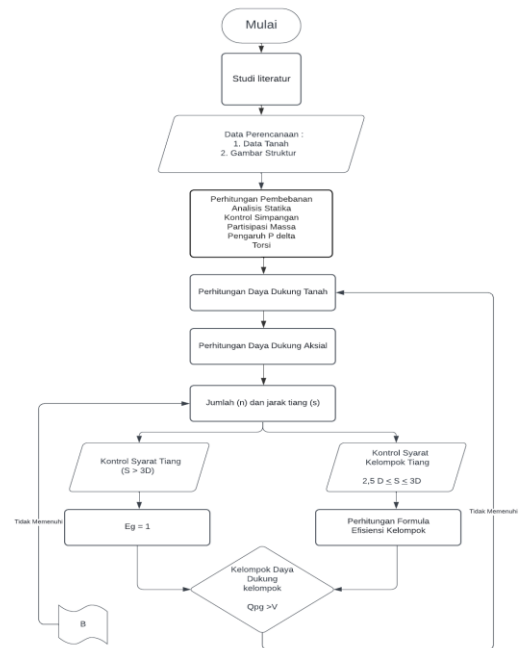 Mulai
Studi literatur
Data Perencanaan :
1. Data Tanah
2. Gambar Struktur
Perhitungan Pembebanan
Analisis Statika
Kontrol Simpangan
Partisipasi Massa
Pengaruh P delta
Torsi
Perhitungan Daya Dukung Tanah
Perhitungan Daya Dukung Aksial
Jumlah (n) dan jarak tiang (s)
Kontrol Syarat Tiang
(S > 3D)
Kontrol Syarat
Kelompok Tiang
2,5 D ≤ S ≤ 3D
Tidak Memenuhi
Eg = 1
Perhitungan Formula
Efisiensi Kelompok
Tidak Memenuhi
Kelompok Daya
Dukung
kelompok
Qpg >V
B